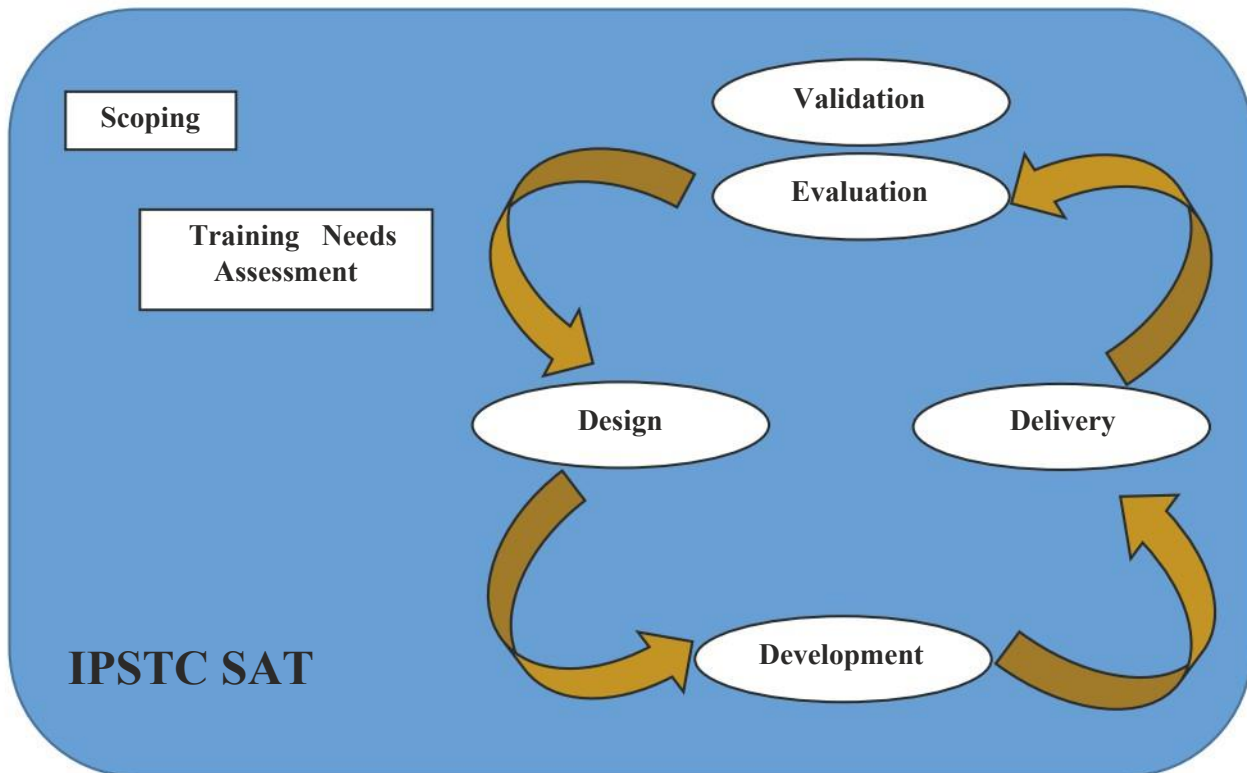 Scoping
Training Needs
Assessment
Validation
Evaluation
Design
Delivery
Development
IPSTC SAT